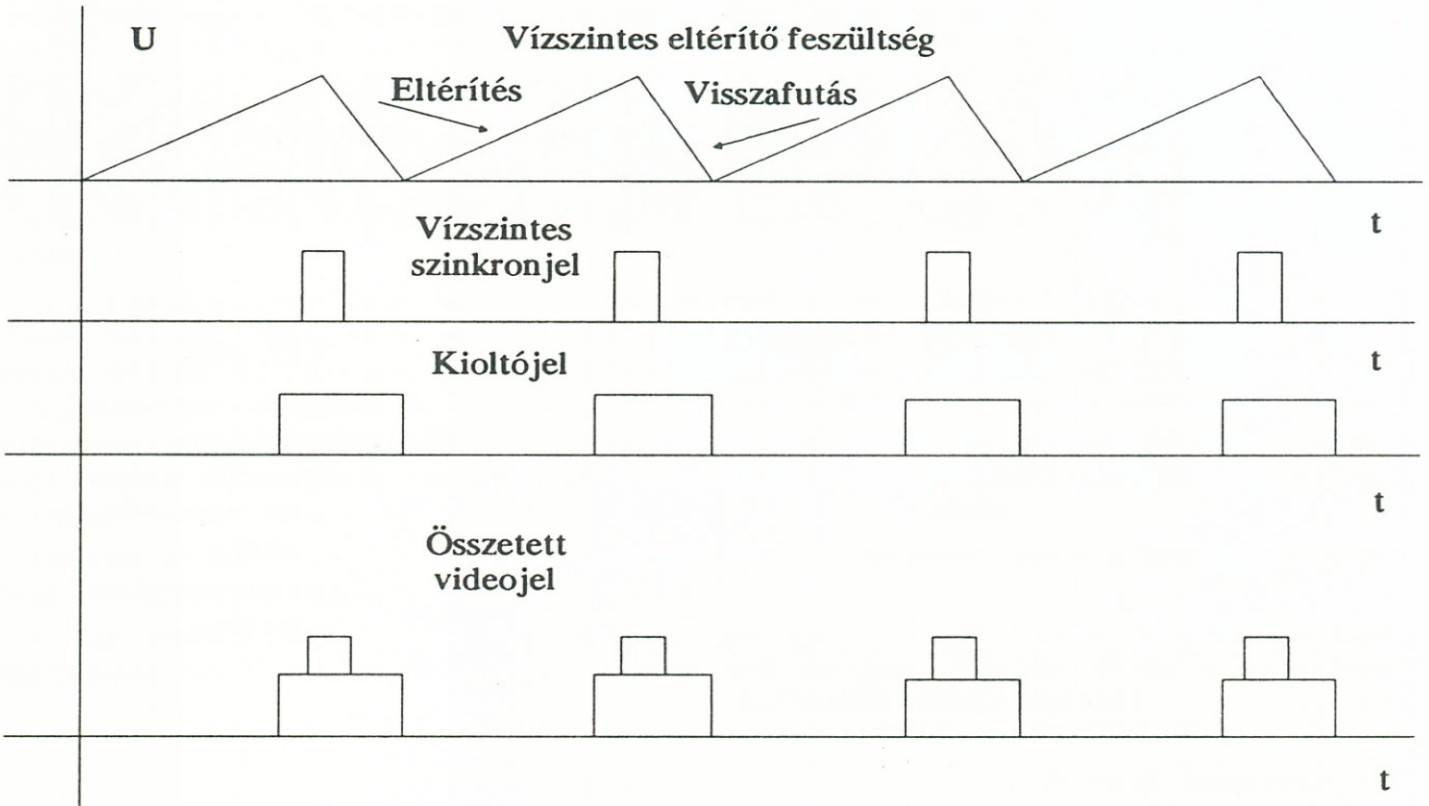 U
Vízszintes eltérítő feszültség
Eltérítés
Visszafutás
t
Vízszintes
szinkronjel
t
Kioltójel
t
Összetett
videojel
t